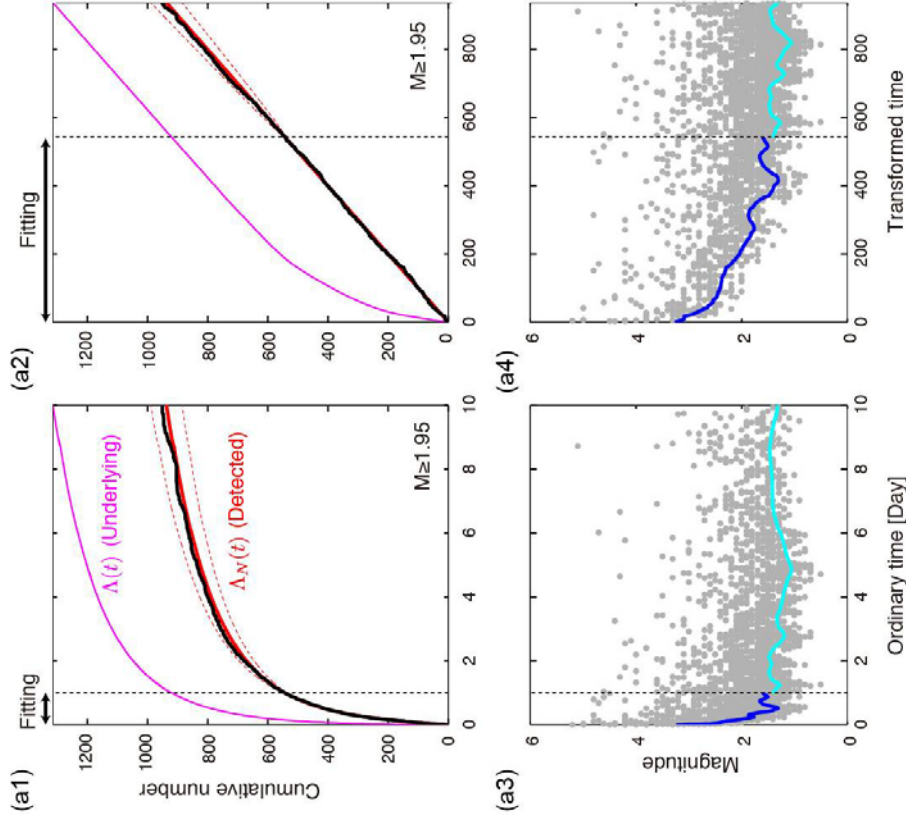 (a1)
Fitting
Cumulative number
1200
1000
800
600
400
200
0
Λ(t) (Underlying)
Λ_N(t) (Detected)
M≥1.95
0 2 4 6 8 10
(a2)
Fitting
1200
1000
800
600
400
200
0
M≥1.95
0 200 400 600 800
(a3)
Magnitude
6
4
2
0
0 2 4 6 8 10
Ordinary time [Day]
(a4)
6
4
2
0
0 200 400 600 800
Transformed time